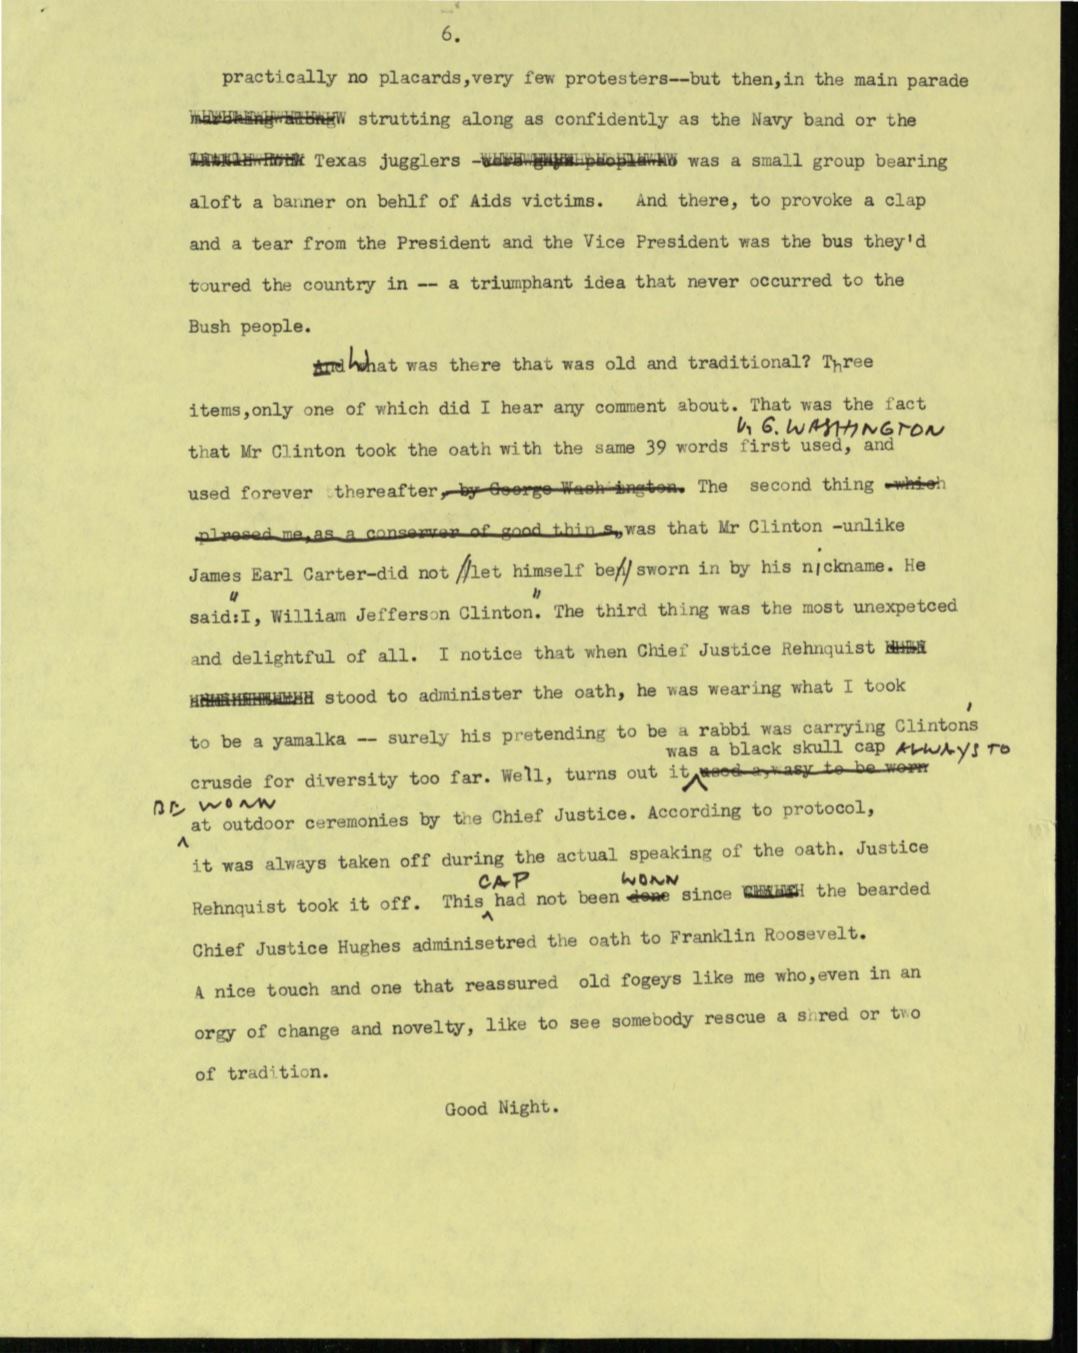 6.
practically no placards,very few protesters--but then,in the main parade
strutting along as confidently as the Navy band or the
Texas jugglers - was a small group bearing
aloft a banner on behlf of Aids victims. And there, to provoke a clap
and a tear from the President and the Vice President was the bus they'd
toured the country in -- a triumphant idea that never occurred to the
Bush people.
And What was there that was old and traditional? Three
items,only one of which did I hear any comment about. That was the fact
G. WASHINGTON
that Mr Clinton took the oath with the same 39 words first used, and
used forever thereafter, by George Wash ington. The second thing which
plresed me,as a conserver of good thin s, was that Mr Clinton -unlike
James Earl Carter-did not //let himself be// sworn in by his nickname. He
said:"I, William Jefferson Clinton." The third thing was the most unexpetced
and delightful of all. I notice that when Chief Justice Rehnquist
stood to administer the oath, he was wearing what I took
to be a yamalka -- surely his pretending to be a rabbi was carrying Clinton's
was a black skull cap ALWAYS TO
crusde for diversity too far. Well, turns out it used a,wasy to be worn
BE WORN
at outdoor ceremonies by the Chief Justice. According to protocol,
it was always taken off during the actual speaking of the oath. Justice
CAP WORN
Rehnquist took it off. This had not been done since the bearded
Chief Justice Hughes adminisetred the oath to Franklin Roosevelt.
A nice touch and one that reassured old fogeys like me who,even in an
orgy of change and novelty, like to see somebody rescue a shred or two
of tradition.
Good Night.